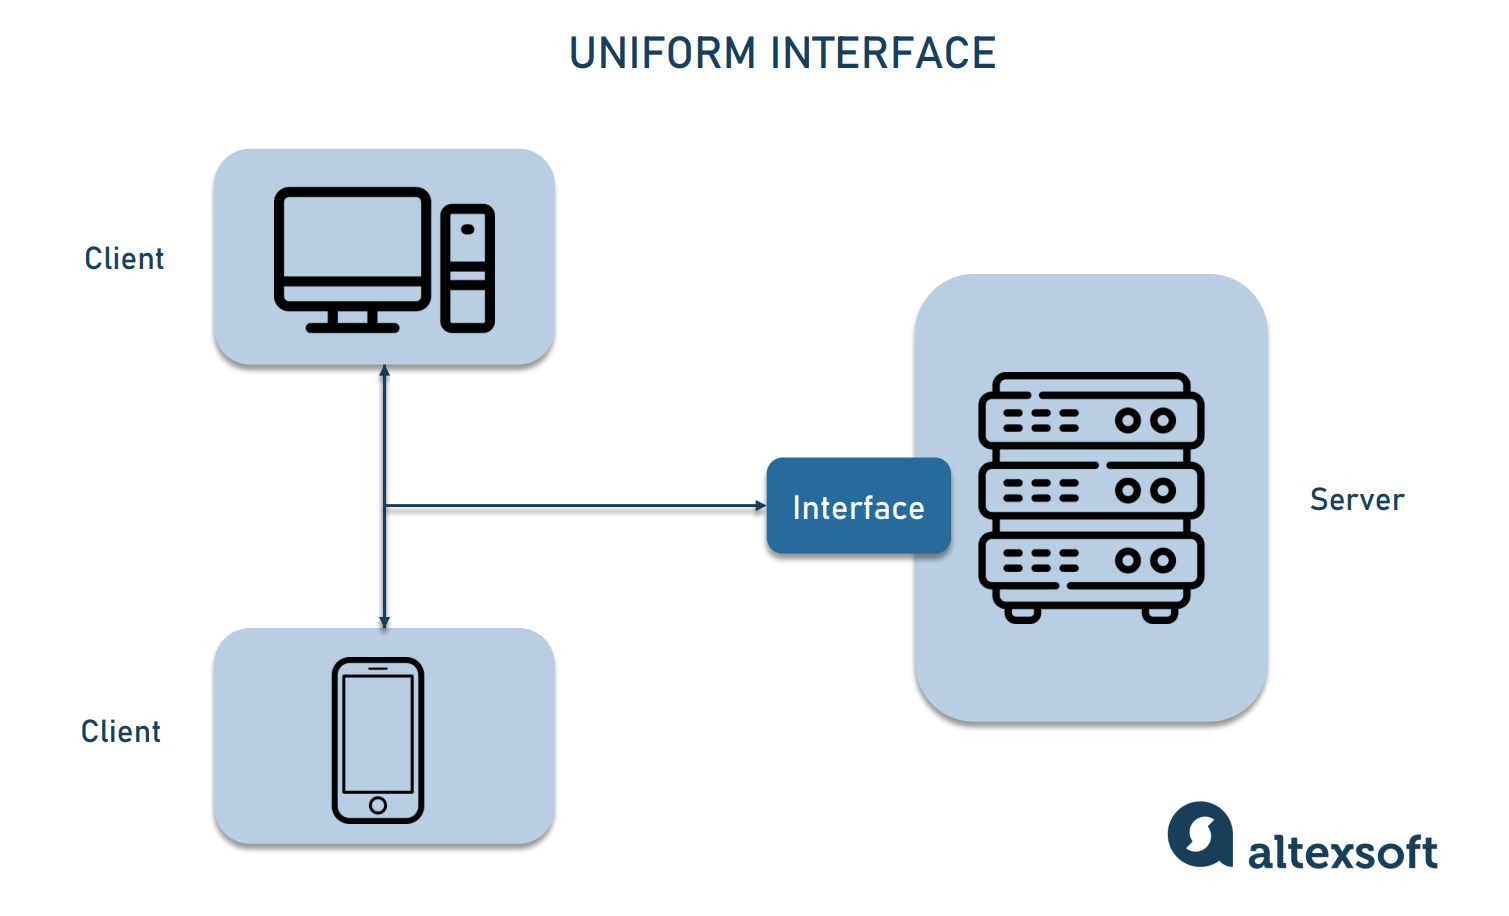 UNIFORM INTERFACE
Client
Interface
Server
Client
altexsoft